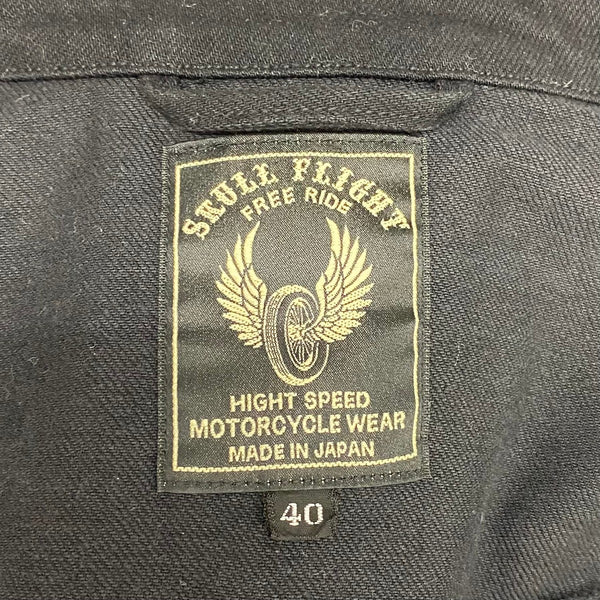 SKULL FLIGHT
FREE RIDE
HIGHT SPEED
MOTORCYCLE WEAR
MADE IN JAPAN
40